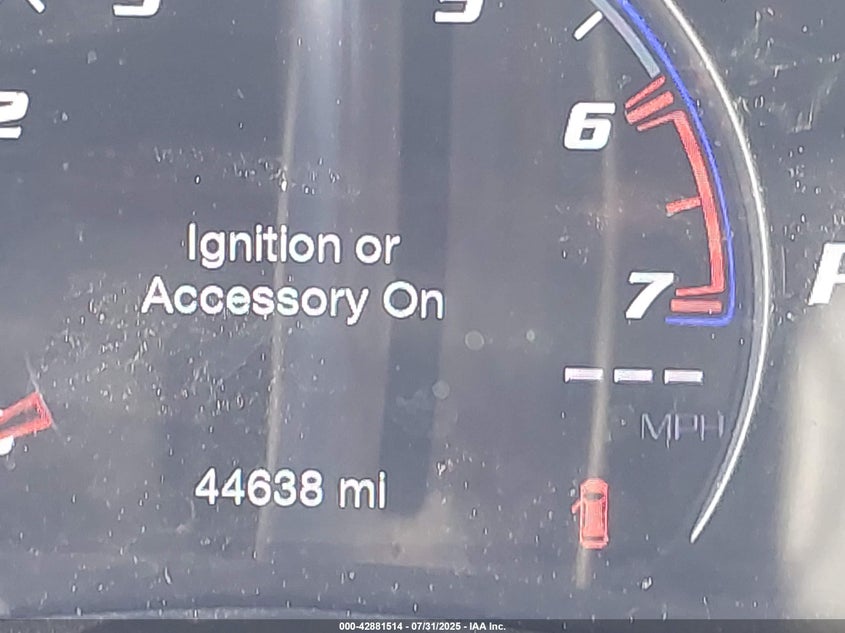 2
6
Ignition or
Accessory On
7
MPH
44638 mi
000-42881514 - 07/31/2025 - IAA Inc.